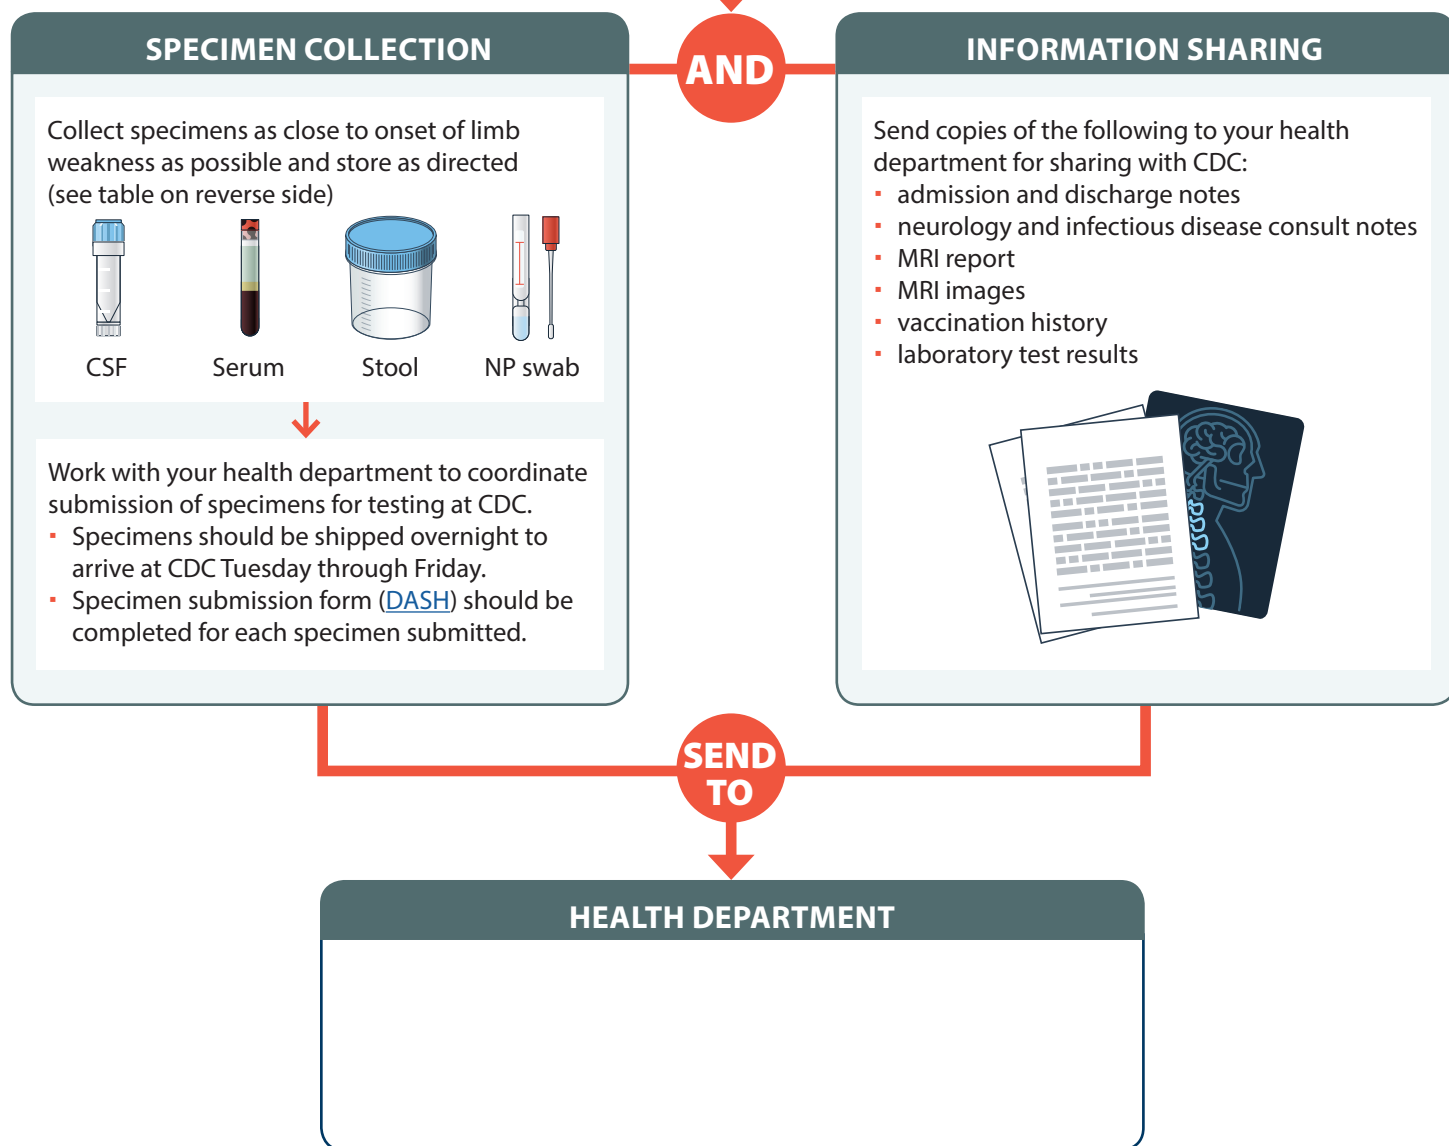 SPECIMEN COLLECTION
Collect specimens as close to onset of limb
weakness as possible and store as directed
(see table on reverse side)
CSF
Serum
Stool
NP swab
Work with your health department to coordinate
submission of specimens for testing at CDC.
▪ Specimens should be shipped overnight to
arrive at CDC Tuesday through Friday.
▪ Specimen submission form (DASH) should be
completed for each specimen submitted.
AND
INFORMATION SHARING
Send copies of the following to your health
department for sharing with CDC:
▪ admission and discharge notes
▪ neurology and infectious disease consult notes
▪ MRI report
▪ MRI images
▪ vaccination history
▪ laboratory test results
SEND
TO
HEALTH DEPARTMENT